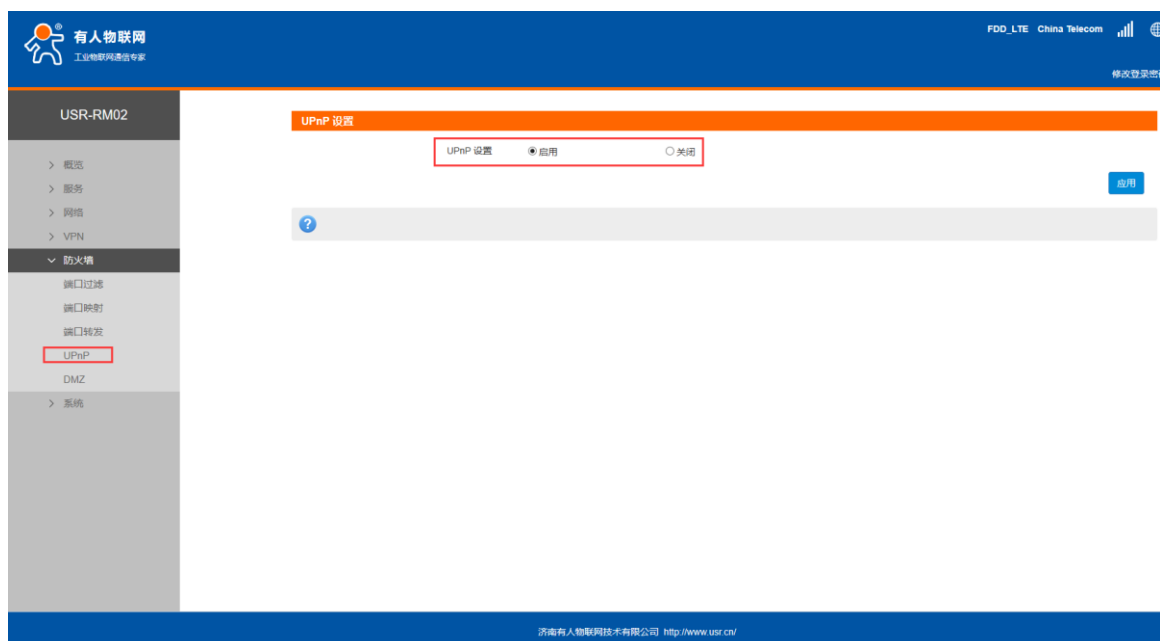 有人物联网
®
工业物联网通信专家
FDD_LTE China Telecom
修改登录密
USR-RM02
> 概览
> 服务
> 网络
> VPN
防火墙
端口过滤
端口映射
端口转发
UPnP
DMZ
> 系统
UPnP 设置
UPnP 设置 启用 关闭
应用
?
济南有人物联网技术有限公司 http://www.usr.cn/